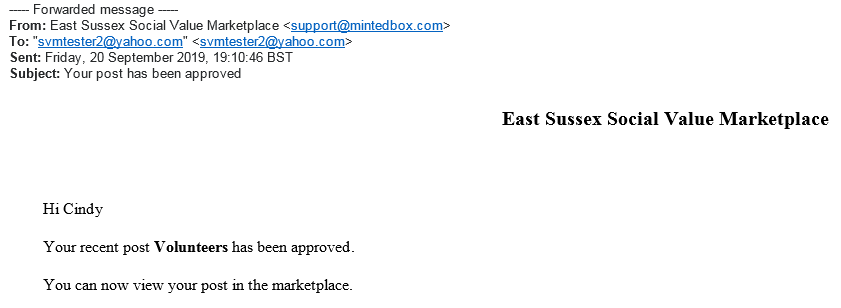 ----- Forwarded message -----
From: East Sussex Social Value Marketplace <support@mintedbox.com>
To: "svmtester2@yahoo.com" <svmtester2@yahoo.com>
Sent: Friday, 20 September 2019, 19:10:46 BST
Subject: Your post has been approved
East Sussex Social Value Marketplace
Hi Cindy
Your recent post Volunteers has been approved.
You can now view your post in the marketplace.